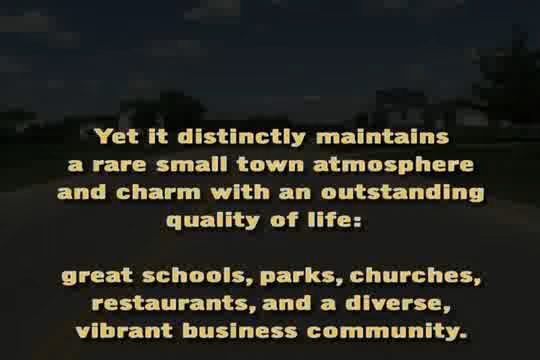 Yet it distinctly maintains
a rare small town atmosphere
and charm with an outstanding
quality of life:
great schools, parks, churches,
restaurants, and a diverse,
vibrant business community.